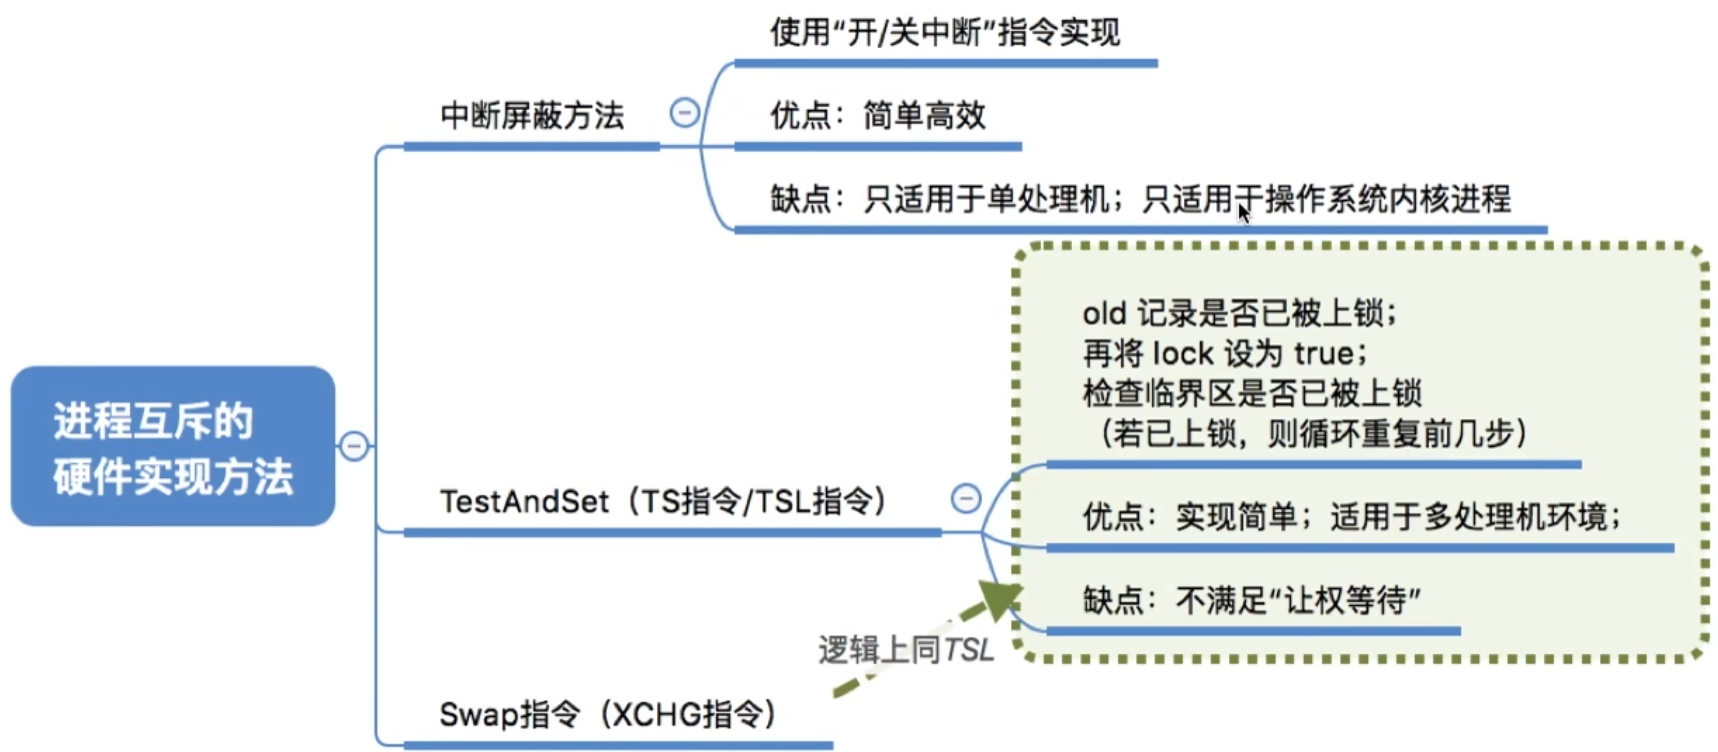 进程互斥的
硬件实现方法
中断屏蔽方法
使用“开/关中断”指令实现
优点：简单高效
缺点：只适用于单处理机；只适用于操作系统内核进程
TestAndSet（TS指令/TSL指令）
old 记录是否已被上锁；
再将 lock 设为 true；
检查临界区是否已被上锁
（若已上锁，则循环重复前几步）
优点：实现简单；适用于多处理机环境；
缺点：不满足“让权等待”
逻辑上同TSL
Swap指令（XCHG指令）